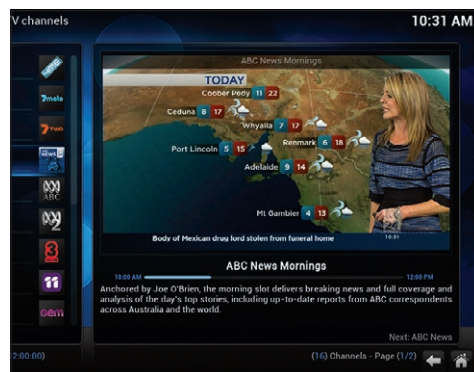 TV channels
10:31 AM
ABC News Mornings
TODAY
Coober Pedy 11 22
Ceduna 8 17
Whyalla 7 17
Renmark 6 18
Port Lincoln 5 15
Adelaide 9 14
Mt Gambier 4 13
Body of Mexican drug lord stolen from funeral home 10:31
7mate
7TWO
NEWS
ABC
2
3
11
Gem
ABC News Mornings
10:00 AM 12:00 PM
Anchored by Joe O'Brien, the morning slot delivers breaking news and full coverage and
analysis of the day's top stories, including up-to-date reports from ABC correspondents
across Australia and the world.
Next: ABC News
2:00:00)
(16) Channels - Page (1/2)